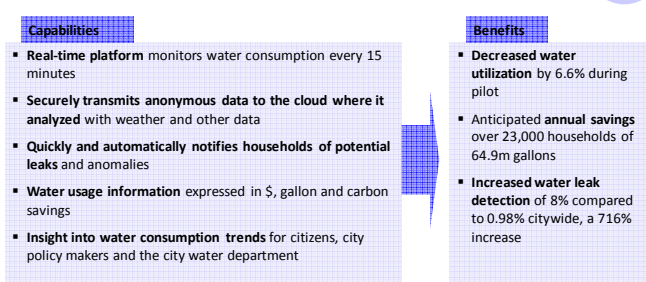 Capabilities
▪ Real-time platform monitors water consumption every 15
minutes
▪ Securely transmits anonymous data to the cloud where it
analyzed with weather and other data
▪ Quickly and automatically notifies households of potential
leaks and anomalies
▪ Water usage information expressed in $, gallon and carbon
savings
▪ Insight into water consumption trends for citizens, city
policy makers and the city water department
Benefits
▪ Decreased water
utilization by 6.6% during
pilot
▪ Anticipated annual savings
over 23,000 households of
64.9m gallons
▪ Increased water leak
detection of 8% compared
to 0.98% citywide, a 716%
increase